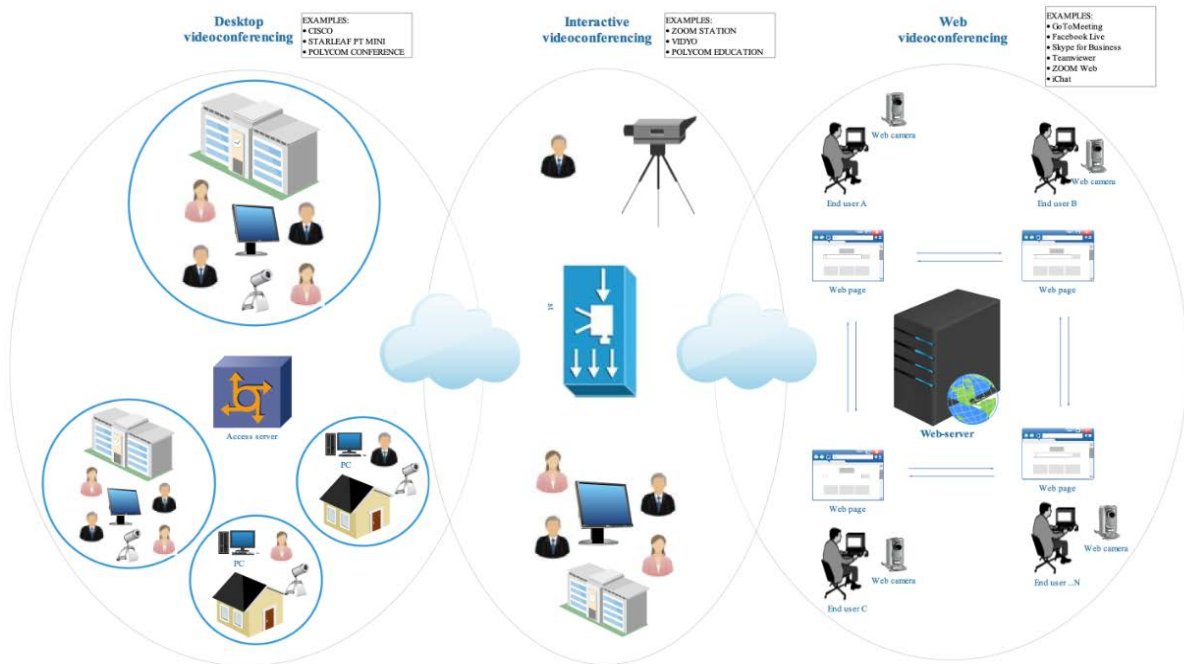 Desktop
videoconferencing
EXAMPLES:
• CISCO
• STARLEAF PT MINI
• POLYCOM CONFERENCE
Interactive
videoconferencing
EXAMPLES:
• ZOOM STATION
• VIDYO
• POLYCOM EDUCATION
Web
videoconferencing
EXAMPLES:
• GoToMeeting
• Facebook Live
• Skype for Business
• Teamviewer
• ZOOM Web
• iChat
Web camera
Web camera
End user A
End user B
Web page
Web page
Access server
Web-server
PC
PC
Web page
Web page
Web camera
Web camera
End user C
End user ...N